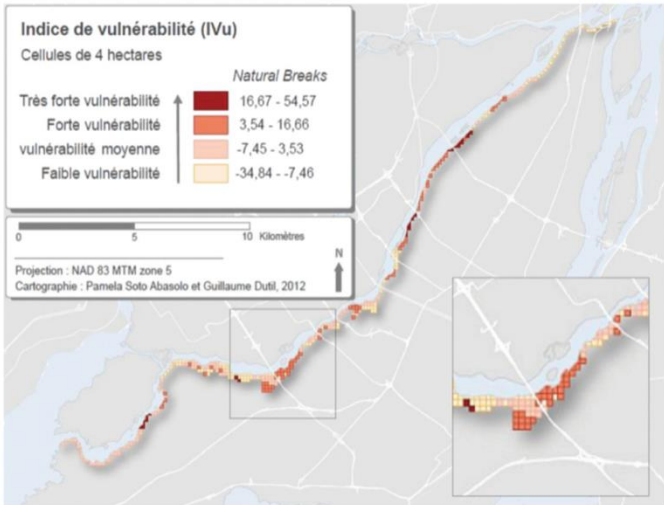 Indice de vulnérabilité (IVu)
Cellules de 4 hectares
Natural Breaks
Très forte vulnérabilité 16,67 - 54,57
Forte vulnérabilité 3,54 - 16,66
vulnérabilité moyenne -7,45 - 3,53
Faible vulnérabilité -34,84 - -7,46
0 5 10 Kilomètres
N
Projection : NAD 83 MTM zone 5
Cartographie : Pamela Soto Abasolo et Guillaume Dutil, 2012